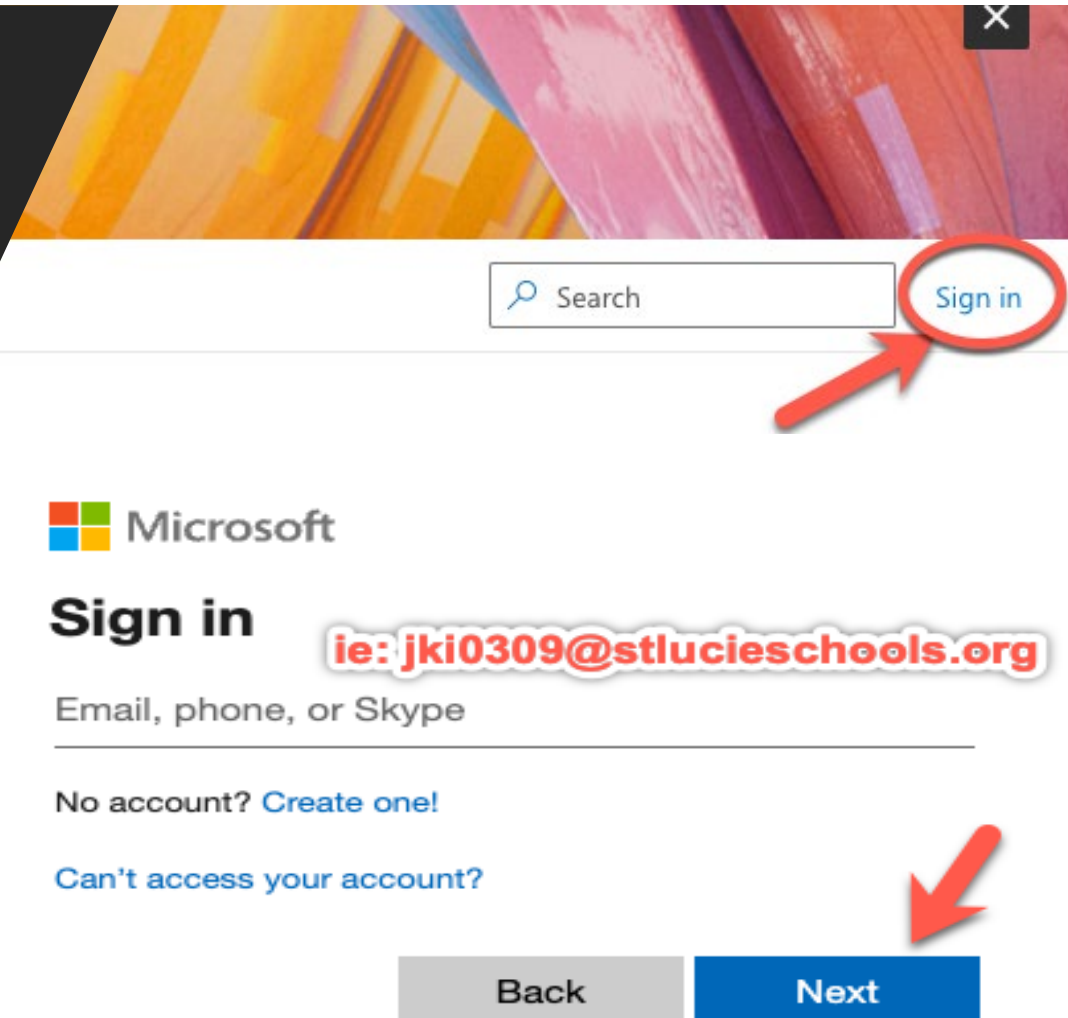 Search
Sign in
Microsoft
Sign in
ie: jki0309@stlucieschools.org
Email, phone, or Skype
No account? Create one!
Can't access your account?
Back Next